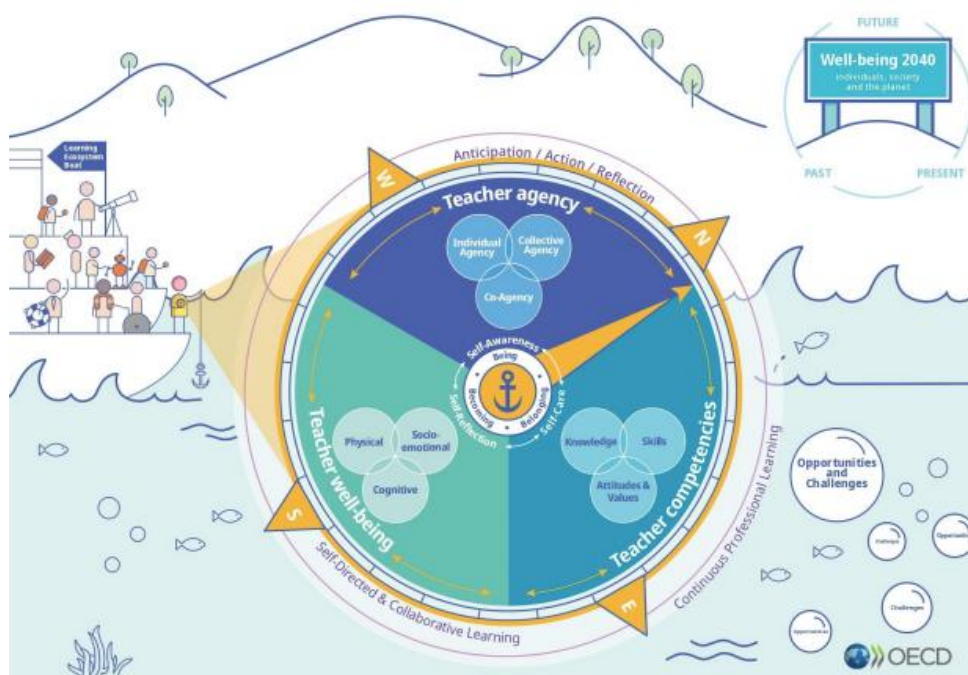 FUTURE
Well-being 2040
individuals, society
and the planet
PAST
PRESENT
Learning
Ecosystem
Boat
Anticipation / Action / Reflection
W
N
Teacher agency
Individual
Agency
Collective
Agency
Co-Agency
Self-Awareness
Being
Becoming
Belonging
Self-Reflection
Self-Care
Teacher well-being
Physical
Socio-
emotional
Cognitive
Teacher competencies
Knowledge
Skills
Attitudes &
Values
S
E
Self-Directed & Collaborative Learning
Continuous Professional Learning
Opportunities
and
Challenges
Challenges
Opportunities
OECD